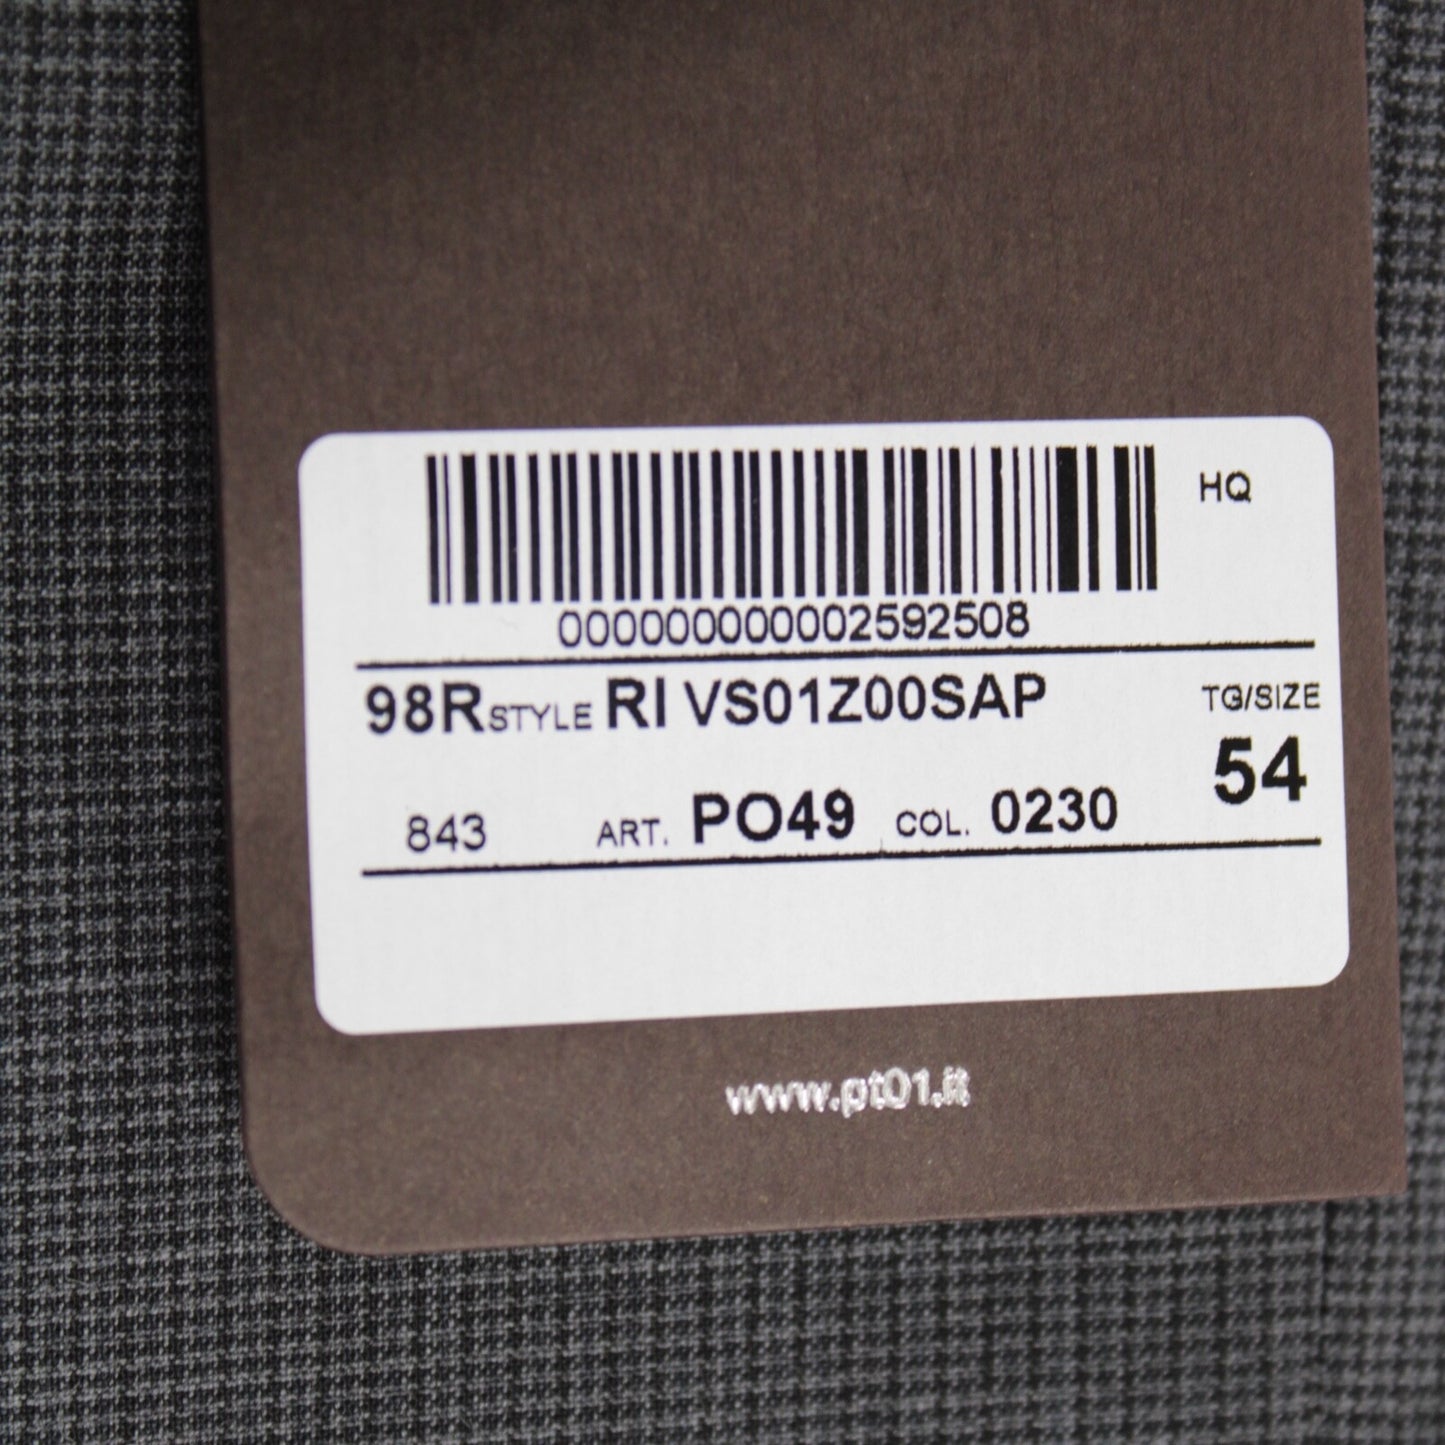 HQ
000000000002592508
98R STYLE RI VS01Z00SAP TG/SIZE
54
843 ART. PO49 COL. 0230
www.pt01.it